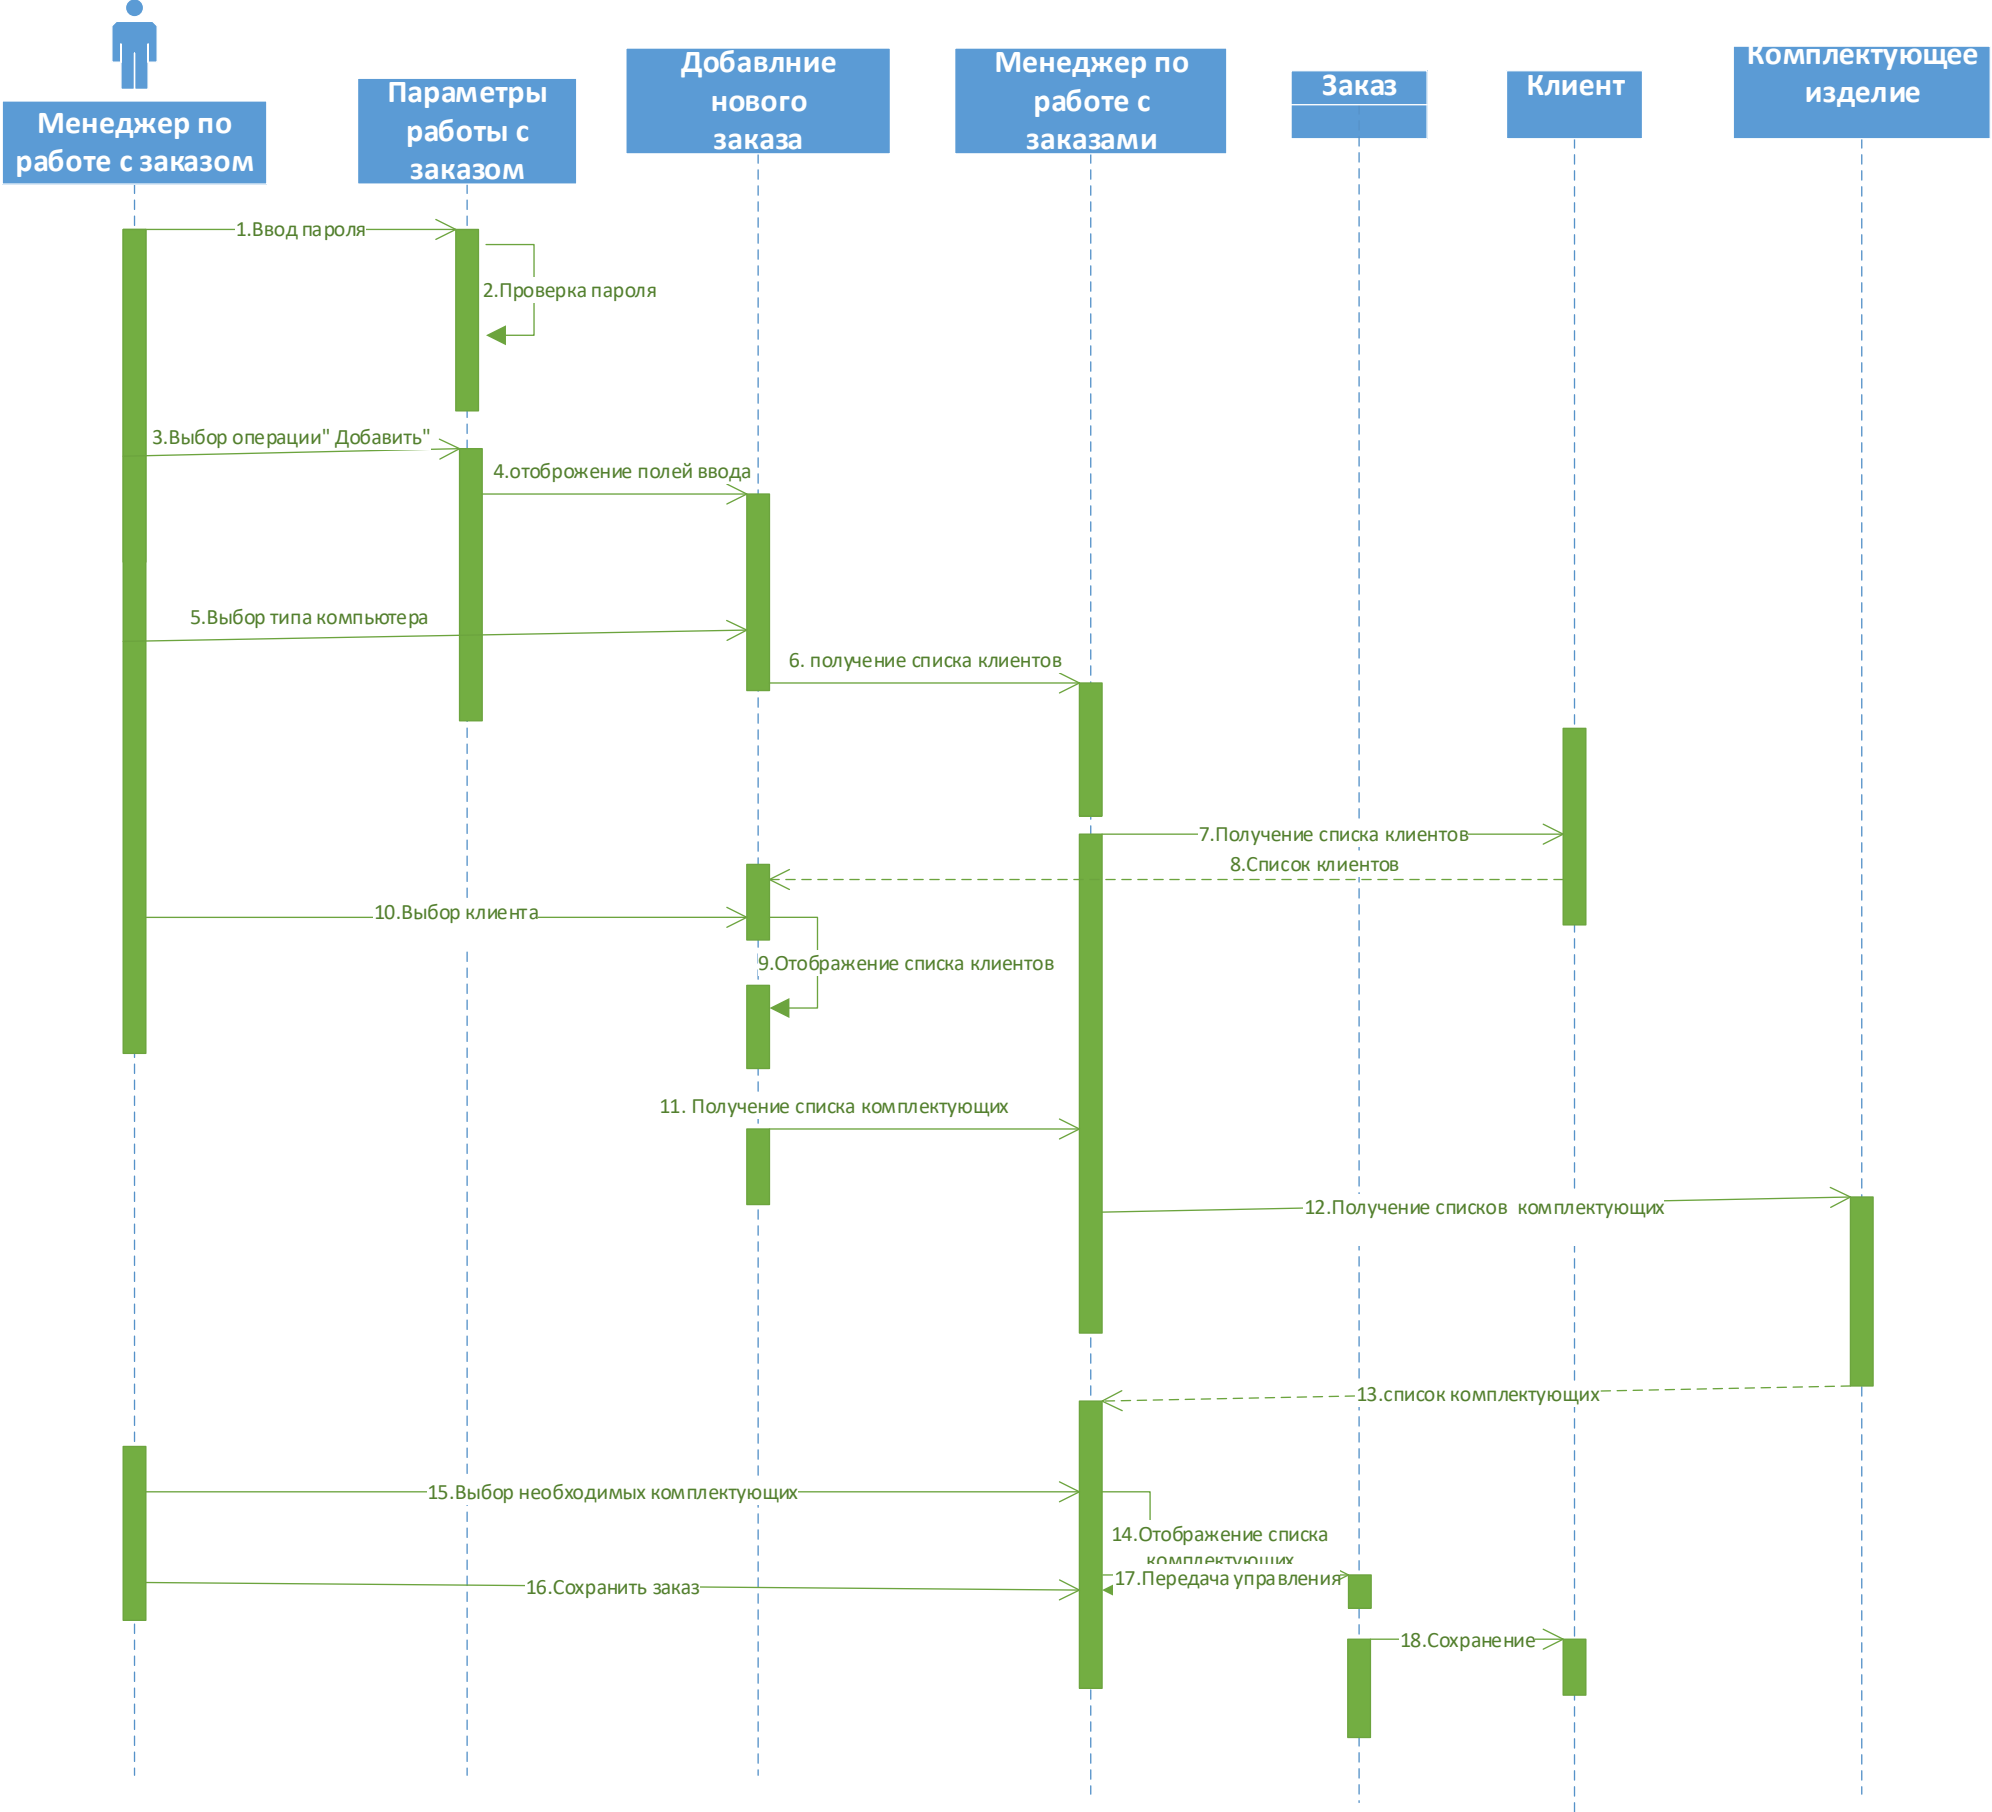 Менеджер по
работе с заказом
Параметры
работы с
заказом
Добавлние
нового
заказа
Менеджер по
работе с
заказами
Заказ
Клиент
Комплектующее
изделие
1.Ввод пароля
2.Проверка пароля
3.Выбор операции" Добавить"
4.отоброжение полей ввода
5.Выбор типа компьютера
6. получение списка клиентов
7.Получение списка клиентов
8.Список клиентов
10.Выбор клиента
9.Отображение списка клиентов
11. Получение списка комплектующих
12.Получение списков комплектующих
13.список комплектующих
15.Выбор необходимых комплектующих
14.Отображение списка
комплектующих
17.Передача управления
16.Сохранить заказ
18.Сохранение